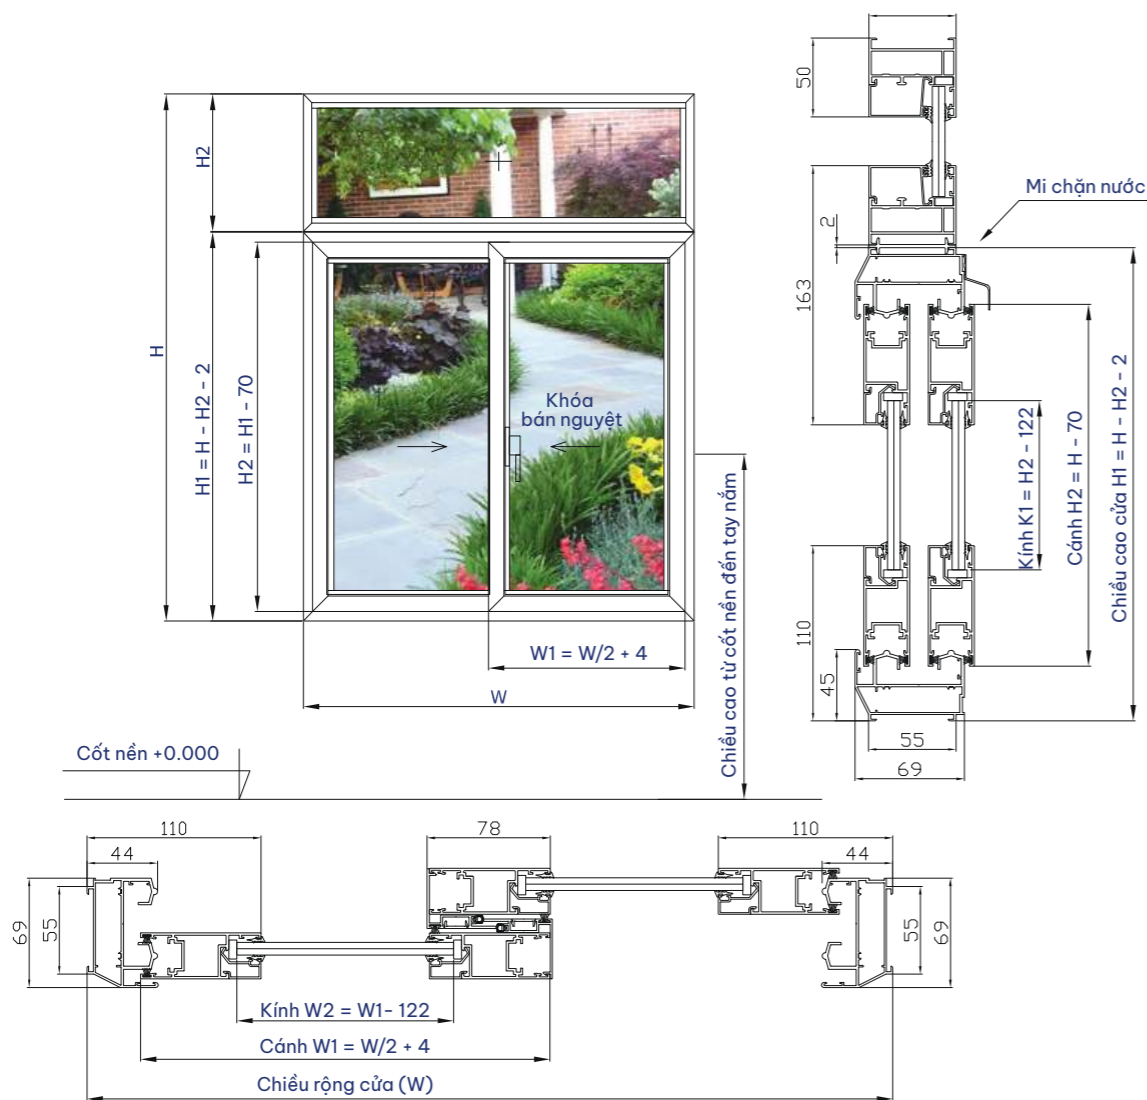 50
H2
Mi chặn nước
2
163
H
H1 = H - H2 - 2
H2 = H1 - 70
Khóa
bán nguyệt
Chiều cao từ cốt nền đến tay nắm
Kính K1 = H2 - 122
Cánh H2 = H - 70
Chiều cao cửa H1 = H - H2 - 2
110
45
W1 = W/2 + 4
W
55
69
Cốt nền +0.000
110
78
110
44
44
69
55
55
69
Kính W2 = W1- 122
Cánh W1 = W/2 + 4
Chiều rộng cửa (W)